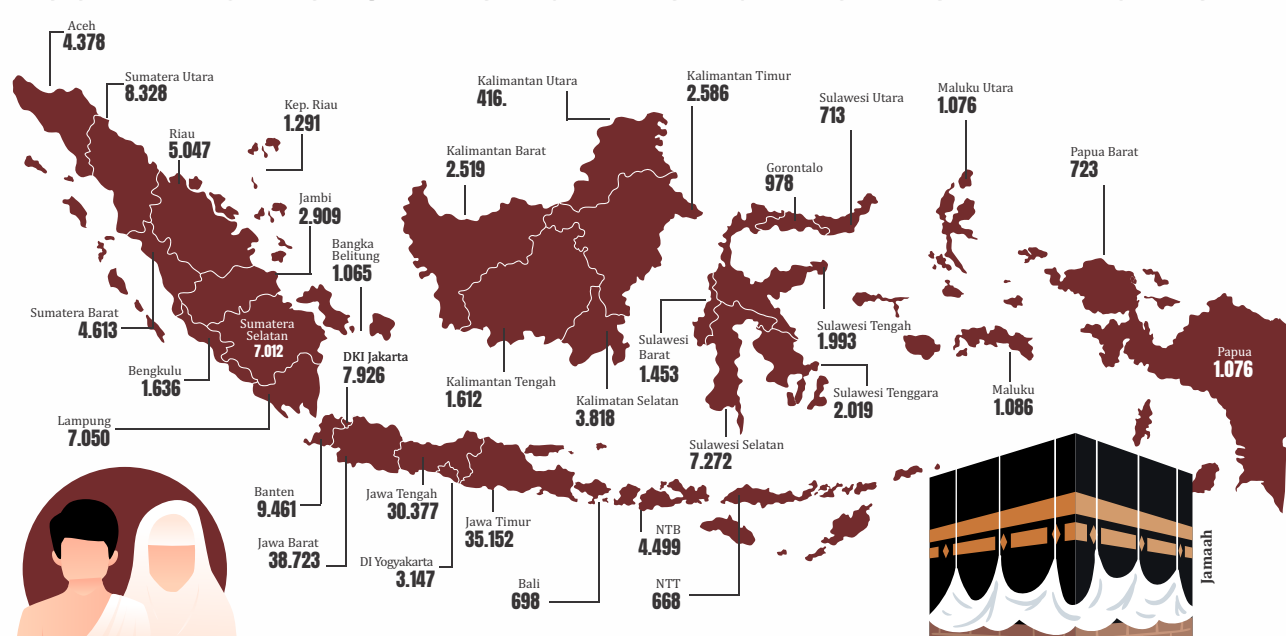 Aceh
4.378
Sumatera Utara
8.328
Riau
5.047
Kep. Riau
1.291
Jambi
2.909
Bangka
Belitung
1.065
Sumatera Barat
4.613
Sumatera
Selatan
7.012
Bengkulu
1.636
Lampung
7.050
DKI Jakarta
7.926
Banten
9.461
Jawa Barat
38.723
Jawa Tengah
30.377
DI Yogyakarta
3.147
Jawa Timur
35.152
Bali
698
NTB
4.499
NTT
668
Kalimantan Utara
416.
Kalimantan Barat
2.519
Kalimantan Timur
2.586
Kalimantan Tengah
1.612
Kalimatan Selatan
3.818
Sulawesi Utara
713
Gorontalo
978
Sulawesi
Barat
1.453
Sulawesi Tengah
1.993
Sulawesi Tenggara
2.019
Sulawesi Selatan
7.272
Maluku Utara
1.076
Maluku
1.086
Papua Barat
723
Papua
1.076
Jamaah